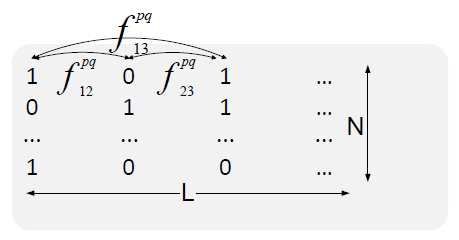 f 13 pq
1 f 12 pq 0 f 23 pq 1 ...
0 1 1 ...
... ... ... ...
N
1 0 0 ...
L